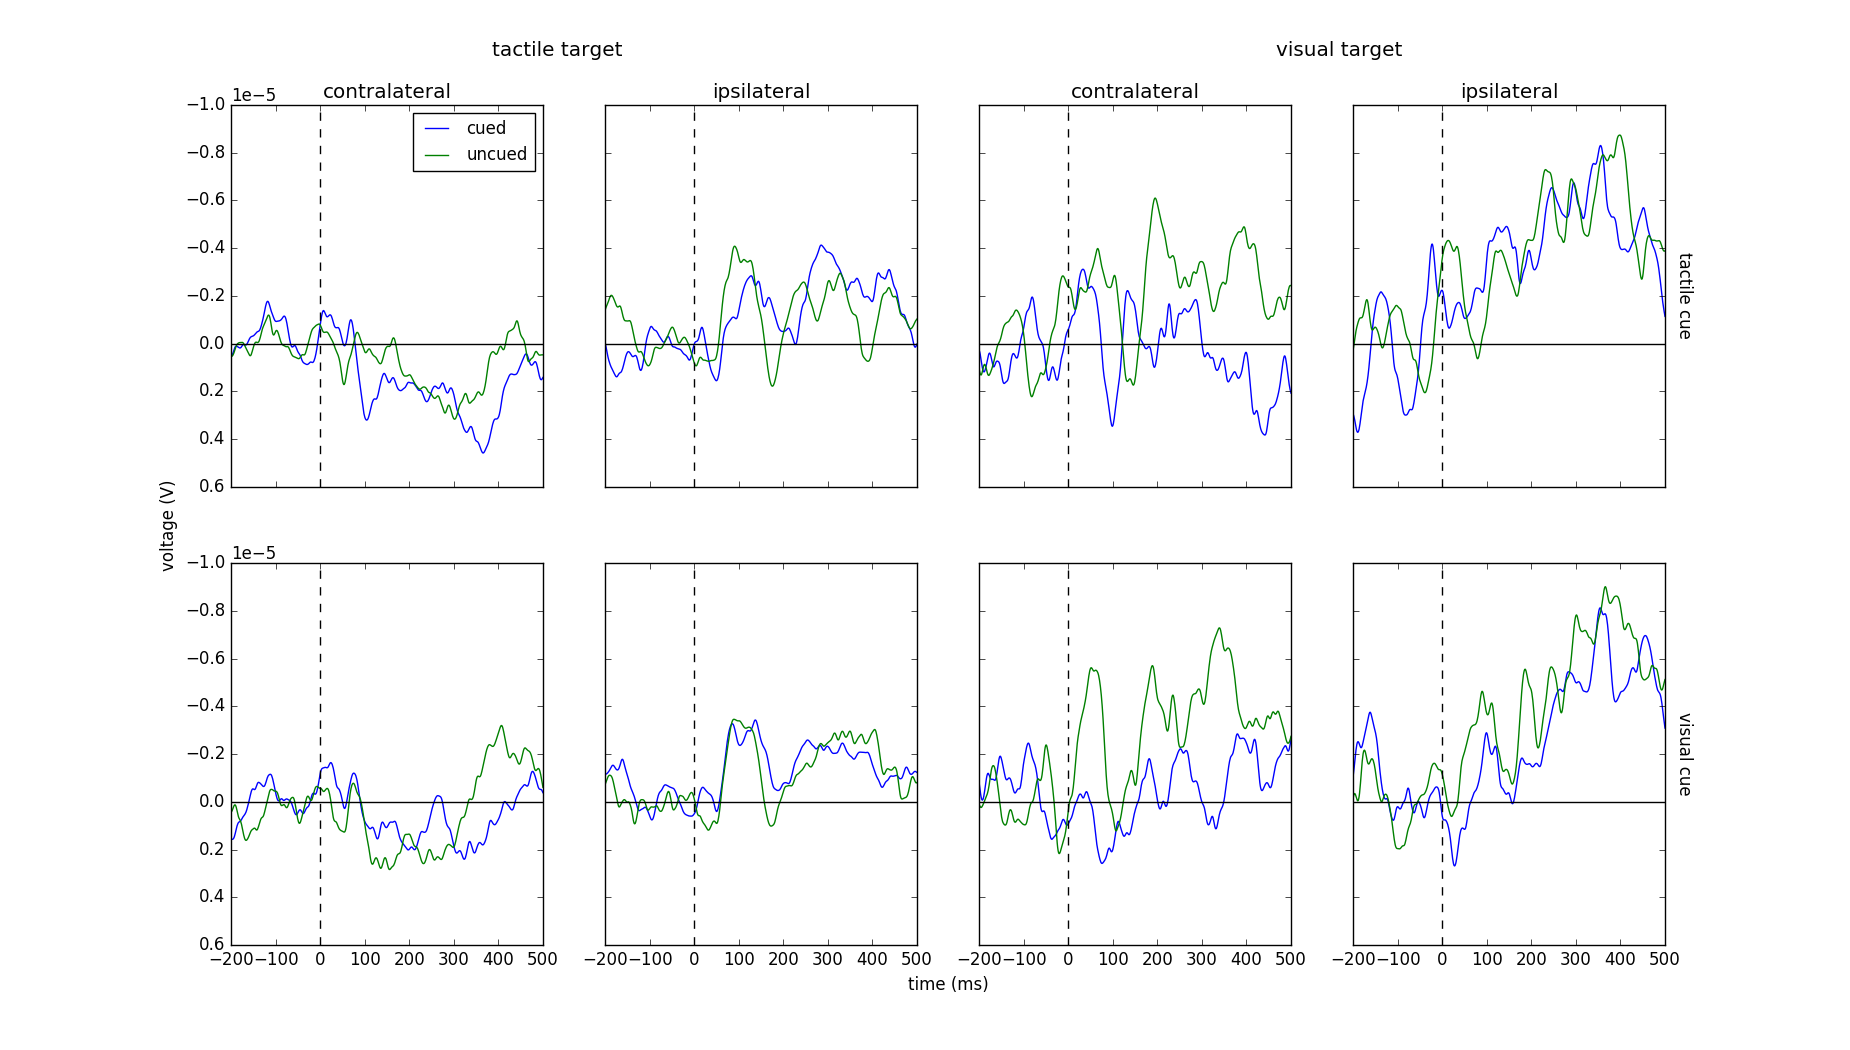 tactile target
visual target
contralateral
ipsilateral
contralateral
ipsilateral
1e−5
−1.0
−0.8
−0.6
−0.4
−0.2
0.0
0.2
0.4
0.6
cued
uncued
tactile cue
voltage (V)
1e−5
−1.0
−0.8
−0.6
−0.4
−0.2
0.0
0.2
0.4
0.6
visual cue
−200 −100 0 100 200 300 400 500
−200 −100 0 100 200 300 400 500
−200 −100 0 100 200 300 400 500
−200 −100 0 100 200 300 400 500
time (ms)